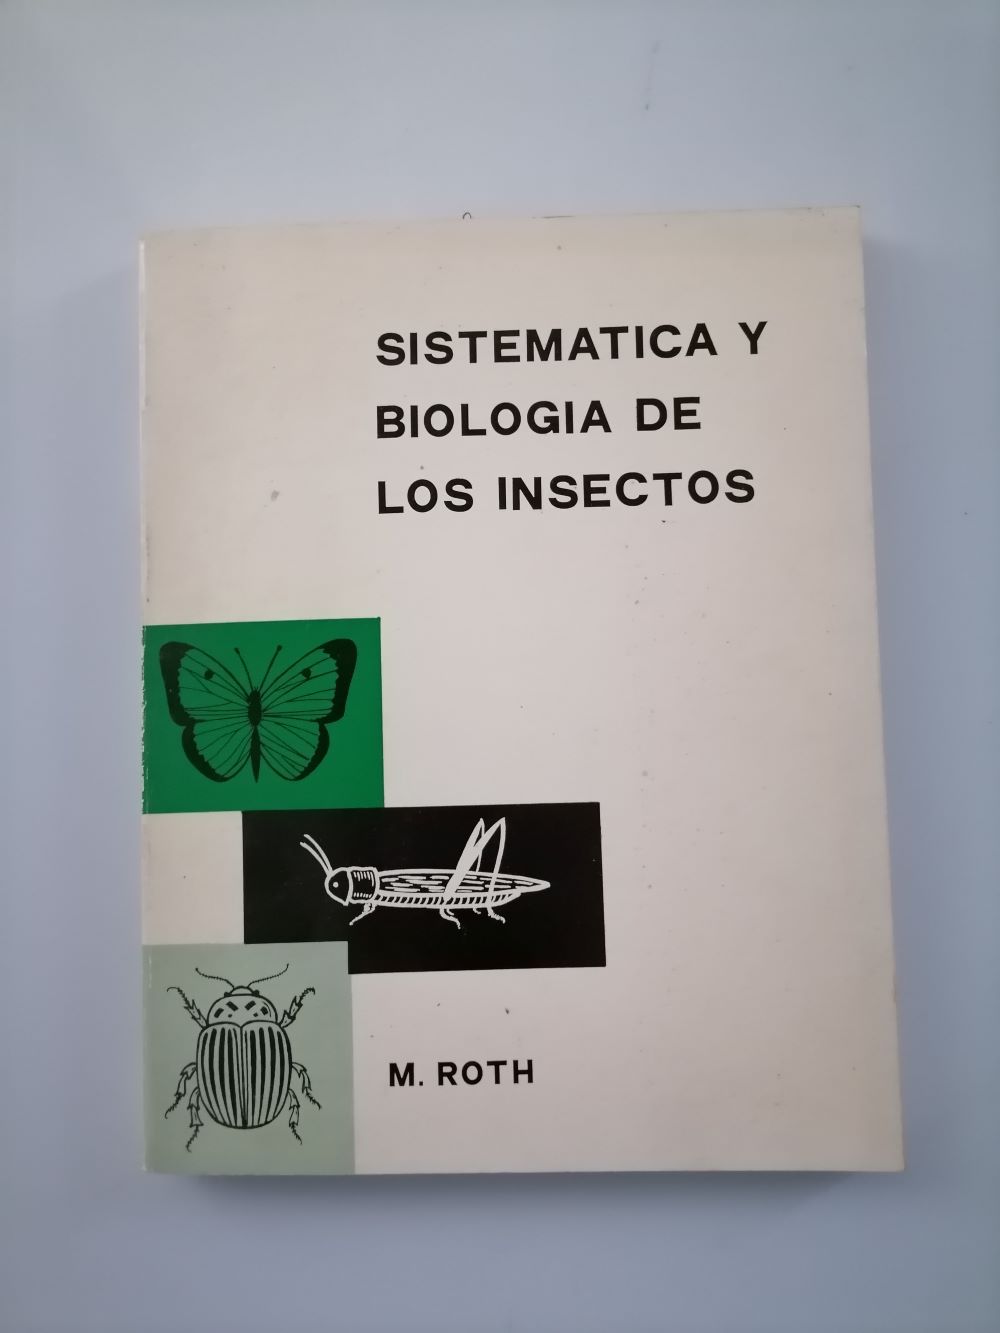 SISTEMATICA Y
BIOLOGIA DE
LOS INSECTOS
M. ROTH